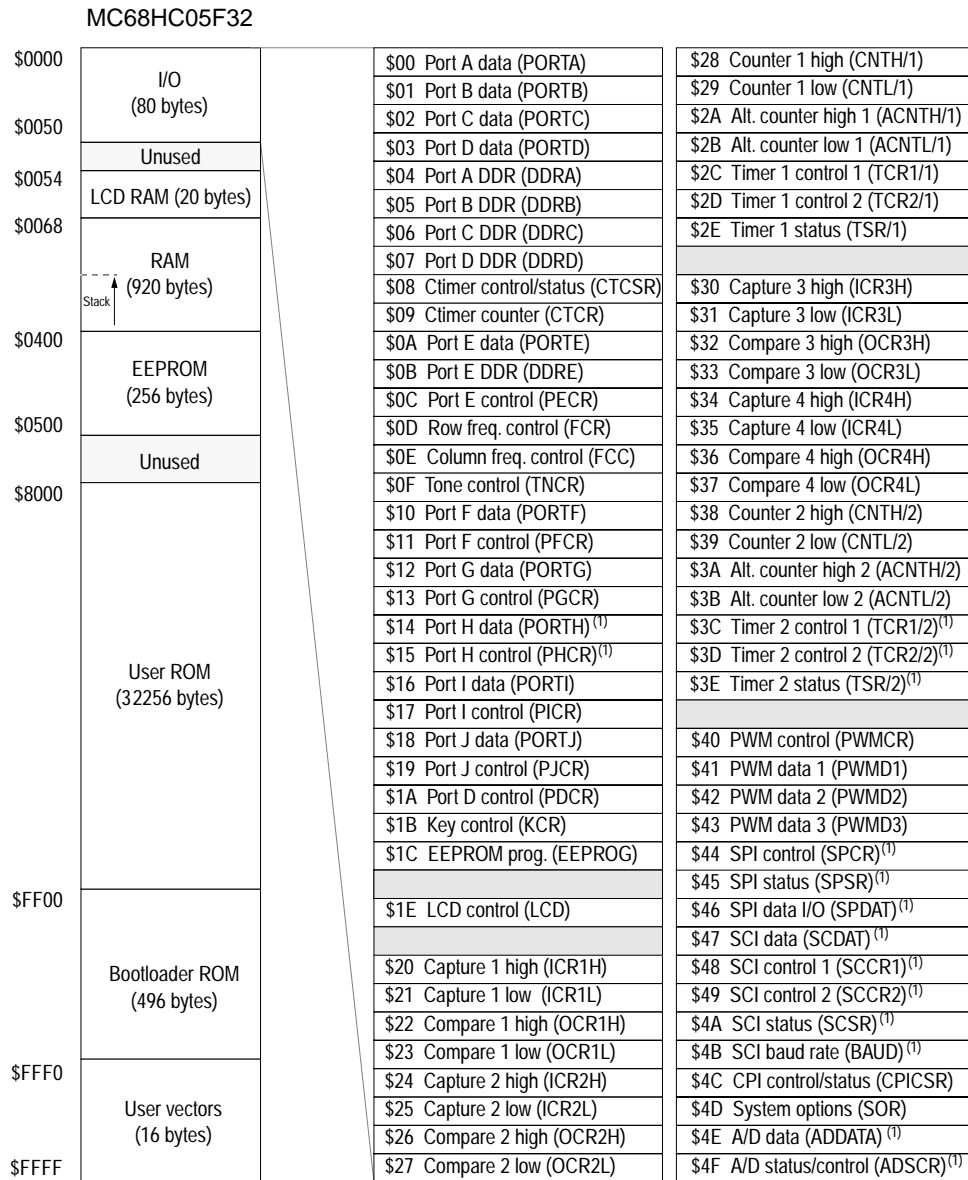 MC68HC05F32
$0000
I/O
(80 bytes)
$0050
Unused
$0054
LCD RAM (20 bytes)
$0068
RAM
(920 bytes)
Stack
$0400
EEPROM
(256 bytes)
$0500
Unused
$8000
User ROM
(32256 bytes)
$FF00
Bootloader ROM
(496 bytes)
$FFF0
User vectors
(16 bytes)
$FFFF
$00 Port A data (PORTA)
$01 Port B data (PORTB)
$02 Port C data (PORTC)
$03 Port D data (PORTD)
$04 Port A DDR (DDRA)
$05 Port B DDR (DDRB)
$06 Port C DDR (DDRC)
$07 Port D DDR (DDRD)
$08 Ctimer control/status (CTCSR)
$09 Ctimer counter (CTCR)
$0A Port E data (PORTE)
$0B Port E DDR (DDRE)
$0C Port E control (PECR)
$0D Row freq. control (FCR)
$0E Column freq. control (FCC)
$0F Tone control (TNCR)
$10 Port F data (PORTF)
$11 Port F control (PFCR)
$12 Port G data (PORTG)
$13 Port G control (PGCR)
$14 Port H data (PORTH)(1)
$15 Port H control (PHCR)(1)
$16 Port I data (PORTI)
$17 Port I control (PICR)
$18 Port J data (PORTJ)
$19 Port J control (PJCR)
$1A Port D control (PDCR)
$1B Key control (KCR)
$1C EEPROM prog. (EEPROG)
$1E LCD control (LCD)
$20 Capture 1 high (ICR1H)
$21 Capture 1 low (ICR1L)
$22 Compare 1 high (OCR1H)
$23 Compare 1 low (OCR1L)
$24 Capture 2 high (ICR2H)
$25 Capture 2 low (ICR2L)
$26 Compare 2 high (OCR2H)
$27 Compare 2 low (OCR2L)
$28 Counter 1 high (CNTH/1)
$29 Counter 1 low (CNTL/1)
$2A Alt. counter high 1 (ACNTH/1)
$2B Alt. counter low 1 (ACNTL/1)
$2C Timer 1 control 1 (TCR1/1)
$2D Timer 1 control 2 (TCR2/1)
$2E Timer 1 status (TSR/1)
$30 Capture 3 high (ICR3H)
$31 Capture 3 low (ICR3L)
$32 Compare 3 high (OCR3H)
$33 Compare 3 low (OCR3L)
$34 Capture 4 high (ICR4H)
$35 Capture 4 low (ICR4L)
$36 Compare 4 high (OCR4H)
$37 Compare 4 low (OCR4L)
$38 Counter 2 high (CNTH/2)
$39 Counter 2 low (CNTL/2)
$3A Alt. counter high 2 (ACNTH/2)
$3B Alt. counter low 2 (ACNTL/2)
$3C Timer 2 control 1 (TCR1/2)(1)
$3D Timer 2 control 2 (TCR2/2)(1)
$3E Timer 2 status (TSR/2)(1)
$40 PWM control (PWMCR)
$41 PWM data 1 (PWMD1)
$42 PWM data 2 (PWMD2)
$43 PWM data 3 (PWMD3)
$44 SPI control (SPCR)(1)
$45 SPI status (SPSR)(1)
$46 SPI data I/O (SPDAT)(1)
$47 SCI data (SCDAT)(1)
$48 SCI control 1 (SCCR1)(1)
$49 SCI control 2 (SCCR2)(1)
$4A SCI status (SCSR)(1)
$4B SCI baud rate (BAUD)(1)
$4C CPI control/status (CPICSR)
$4D System options (SOR)
$4E A/D data (ADDATA) (1)
$4F A/D status/control (ADSCR)(1)